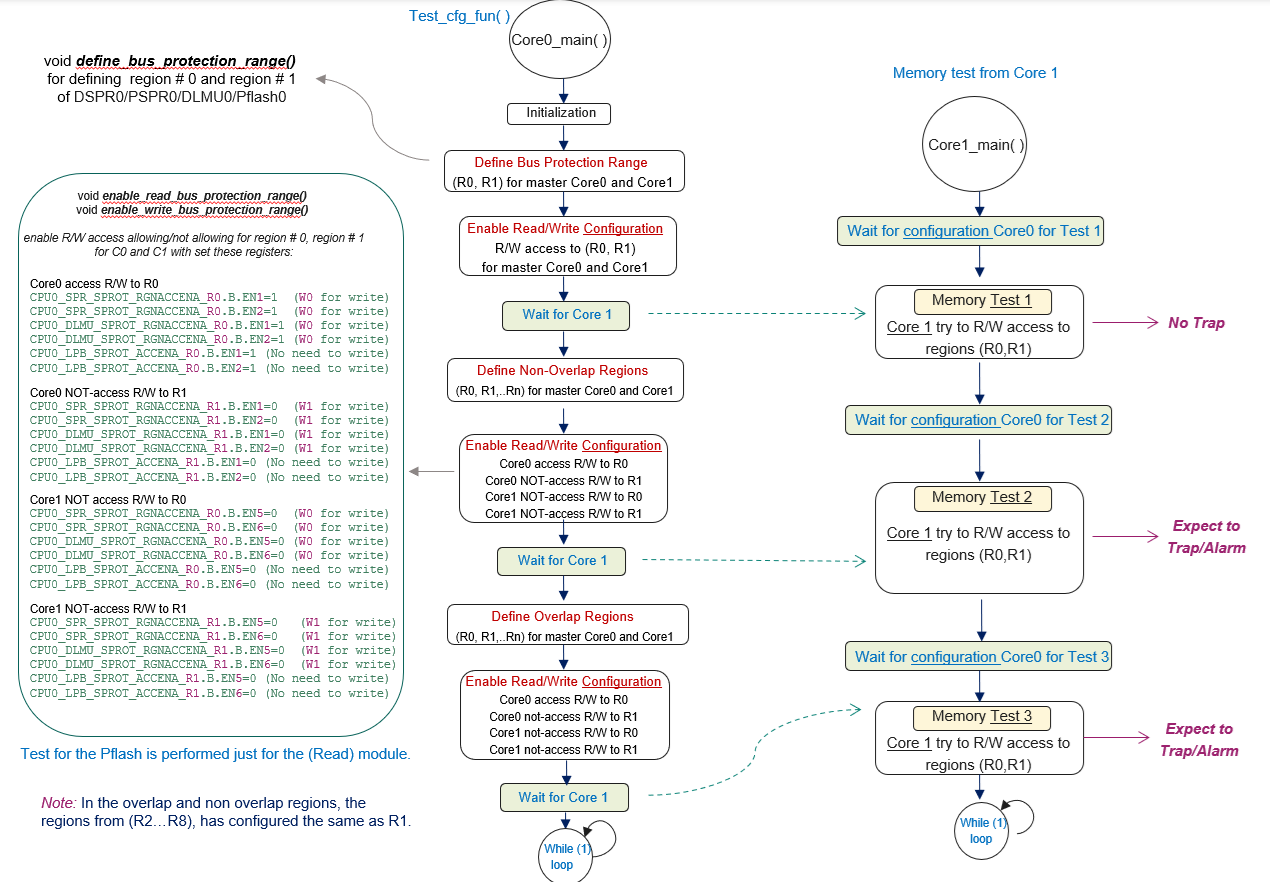 Test_cfg_fun( )
Core0_main( )
void define_bus_protection_range()
for defining region # 0 and region # 1
of DSPR0/PSPR0/DLMU0/Pflash0
Initialization
Define Bus Protection Range
(R0, R1) for master Core0 and Core1
Enable Read/Write Configuration
R/W access to (R0, R1)
for master Core0 and Core1
Wait for Core 1
Define Non-Overlap Regions
(R0, R1,..Rn) for master Core0 and Core1
Enable Read/Write Configuration
Core0 access R/W to R0
Core0 NOT-access R/W to R1
Core1 NOT-access R/W to R0
Core1 NOT-access R/W to R1
Wait for Core 1
Define Overlap Regions
(R0, R1,..Rn) for master Core0 and Core1
Enable Read/Write Configuration
Core0 access R/W to R0
Core0 not-access R/W to R1
Core1 not-access R/W to R0
Core1 not-access R/W to R1
Wait for Core 1
While (1)
loop
void enable_read_bus_protection_range()
void enable_write_bus_protection_range()
enable R/W access allowing/not allowing for region # 0, region # 1
for C0 and C1 with set these registers:
Core0 access R/W to R0
CPU0_SPR_SPROT_RGNACCENA_R0.B.EN1=1 (W0 for write)
CPU0_SPR_SPROT_RGNACCENA_R0.B.EN2=1 (W0 for write)
CPU0_DLMU_SPROT_RGNACCENA_R0.B.EN1=1 (W0 for write)
CPU0_DLMU_SPROT_RGNACCENA_R0.B.EN2=1 (W0 for write)
CPU0_LPB_SPROT_ACCENA_R0.B.EN1=1 (No need to write)
CPU0_LPB_SPROT_ACCENA_R0.B.EN2=1 (No need to write)
Core0 NOT-access R/W to R1
CPU0_SPR_SPROT_RGNACCENA_R1.B.EN1=0 (W1 for write)
CPU0_SPR_SPROT_RGNACCENA_R1.B.EN2=0 (W1 for write)
CPU0_DLMU_SPROT_RGNACCENA_R1.B.EN1=0 (W1 for write)
CPU0_DLMU_SPROT_RGNACCENA_R1.B.EN2=0 (W1 for write)
CPU0_LPB_SPROT_ACCENA_R1.B.EN1=0 (No need to write)
CPU0_LPB_SPROT_ACCENA_R1.B.EN2=0 (No need to write)
Core1 NOT access R/W to R0
CPU0_SPR_SPROT_RGNACCENA_R0.B.EN5=0 (W0 for write)
CPU0_SPR_SPROT_RGNACCENA_R0.B.EN6=0 (W0 for write)
CPU0_DLMU_SPROT_RGNACCENA_R0.B.EN5=0 (W0 for write)
CPU0_DLMU_SPROT_RGNACCENA_R0.B.EN6=0 (W0 for write)
CPU0_LPB_SPROT_ACCENA_R0.B.EN5=0 (No need to write)
CPU0_LPB_SPROT_ACCENA_R0.B.EN6=0 (No need to write)
Core1 NOT-access R/W to R1
CPU0_SPR_SPROT_RGNACCENA_R1.B.EN5=0 (W1 for write)
CPU0_SPR_SPROT_RGNACCENA_R1.B.EN6=0 (W1 for write)
CPU0_DLMU_SPROT_RGNACCENA_R1.B.EN5=0 (W1 for write)
CPU0_DLMU_SPROT_RGNACCENA_R1.B.EN6=0 (W1 for write)
CPU0_LPB_SPROT_ACCENA_R1.B.EN5=0 (No need to write)
CPU0_LPB_SPROT_ACCENA_R1.B.EN6=0 (No need to write)
Test for the Pflash is performed just for the (Read) module.
Note: In the overlap and non overlap regions, the
regions from (R2...R8), has configured the same as R1.
Memory test from Core 1
Core1_main( )
Wait for configuration Core0 for Test 1
Memory Test 1
Core 1 try to R/W access to
regions (R0,R1)
No Trap
Wait for configuration Core0 for Test 2
Memory Test 2
Core 1 try to R/W access to
regions (R0,R1)
Expect to
Trap/Alarm
Wait for configuration Core0 for Test 3
Memory Test 3
Core 1 try to R/W access to
regions (R0,R1)
Expect to
Trap/Alarm
While (1)
loop